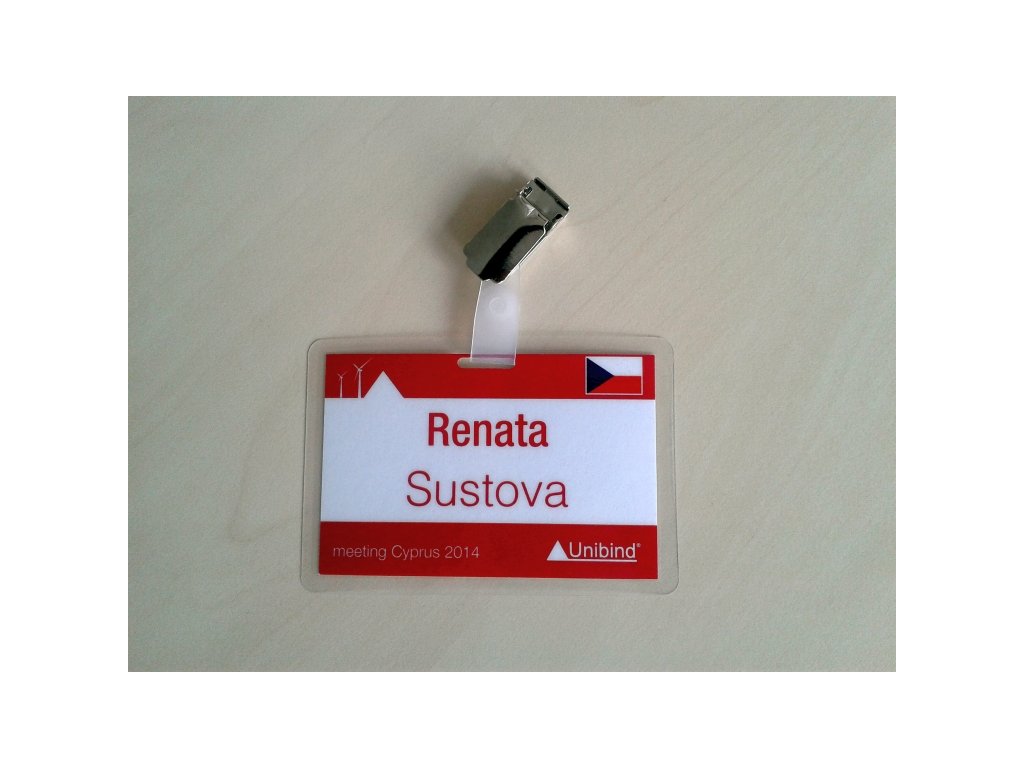 Renata
Sustova
meeting Cyprus 2014
Unibind®